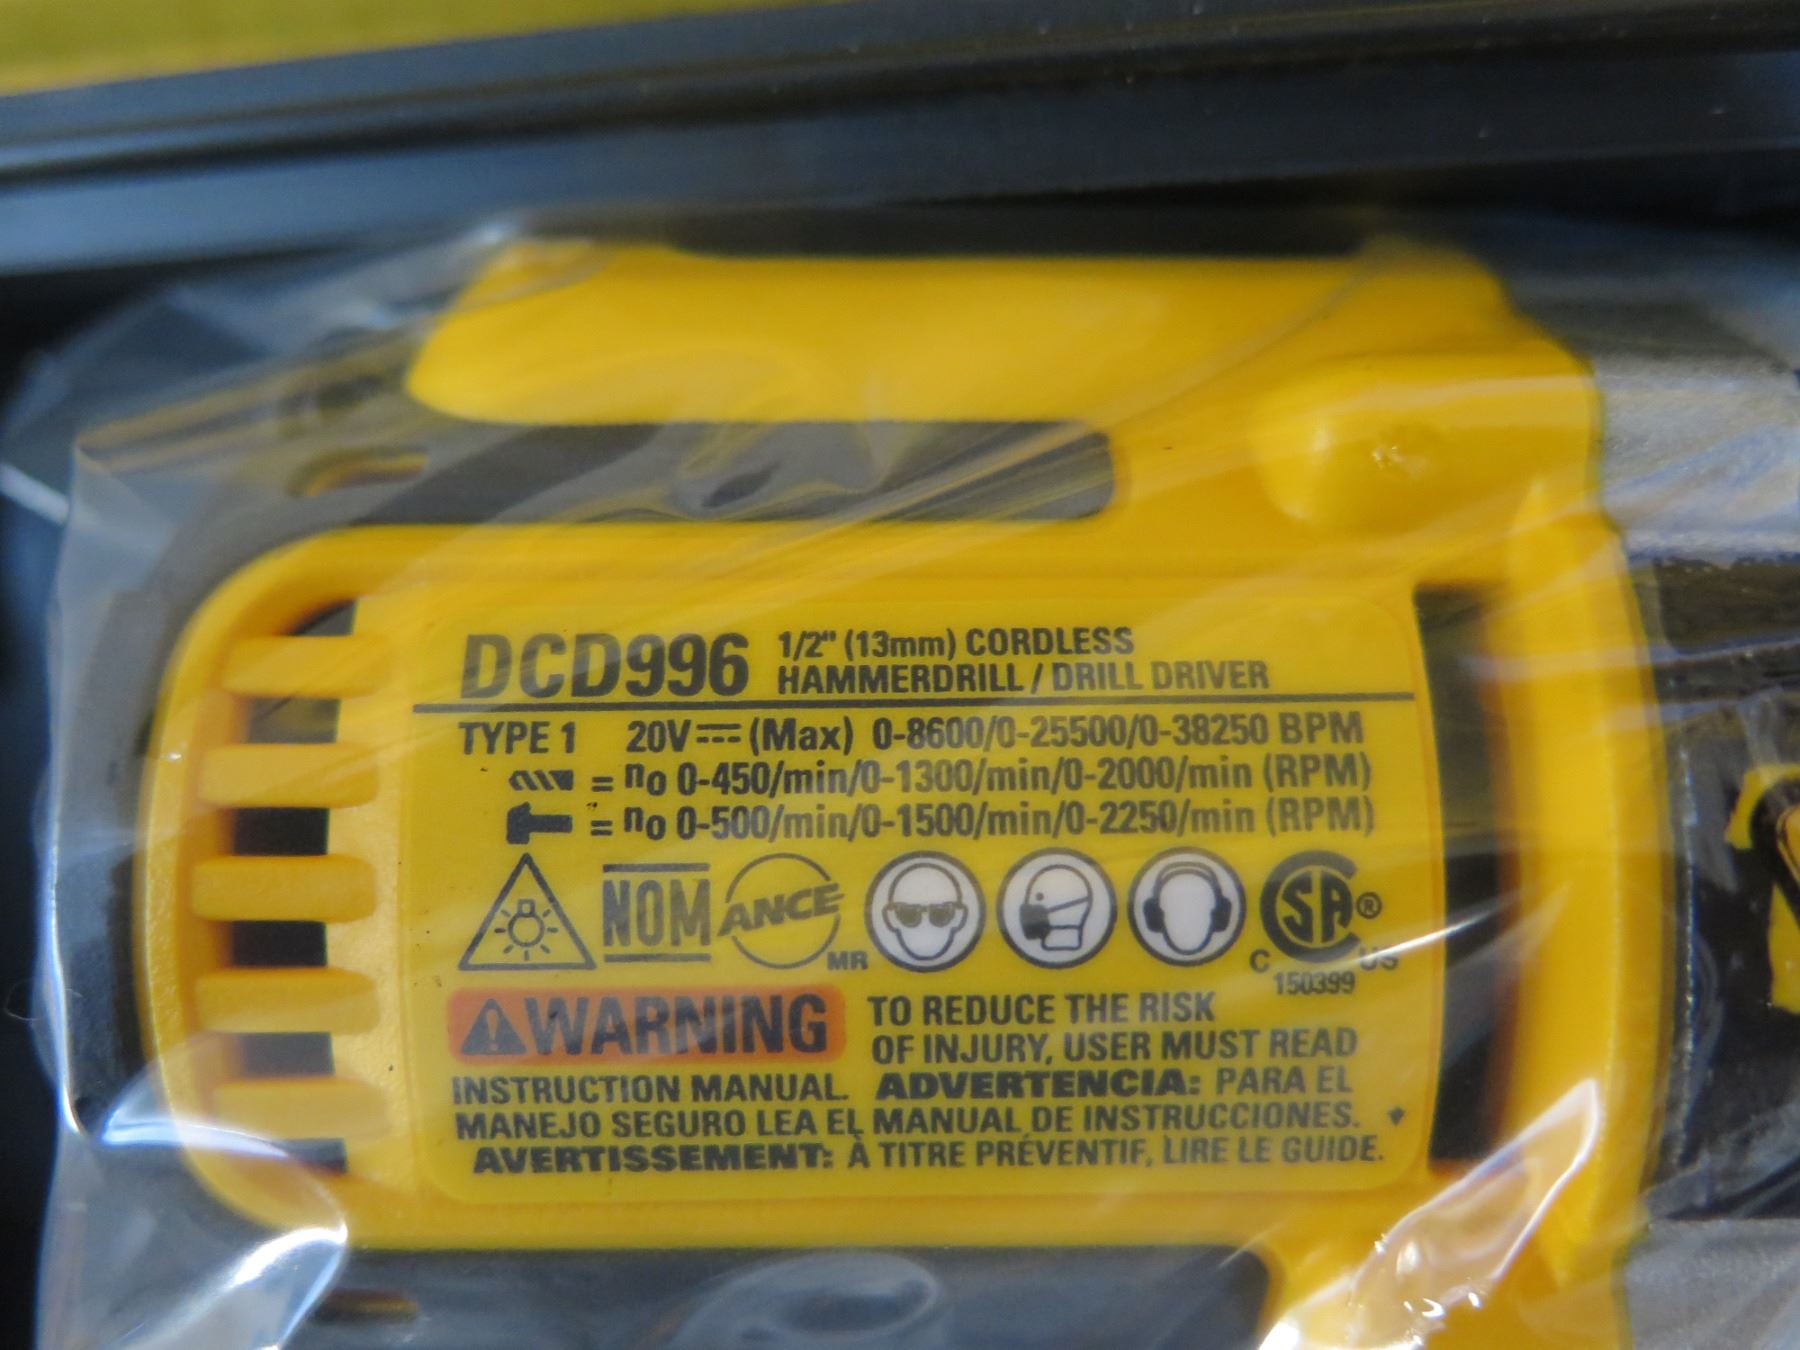 DCD996 1/2" (13mm) CORDLESS
HAMMERDRILL / DRILL DRIVER
TYPE 1 20V⎓ (Max) 0-8600/0-25500/0-38250 BPM
= no 0-450/min/0-1300/min/0-2000/min (RPM)
= no 0-500/min/0-1500/min/0-2250/min (RPM)
NOM ANCE MR CSA ® C US
150399
⚠WARNING TO REDUCE THE RISK
OF INJURY, USER MUST READ
INSTRUCTION MANUAL. ADVERTENCIA: PARA EL
MANEJO SEGURO LEA EL MANUAL DE INSTRUCCIONES.
AVERTISSEMENT: À TITRE PRÉVENTIF, LIRE LE GUIDE.